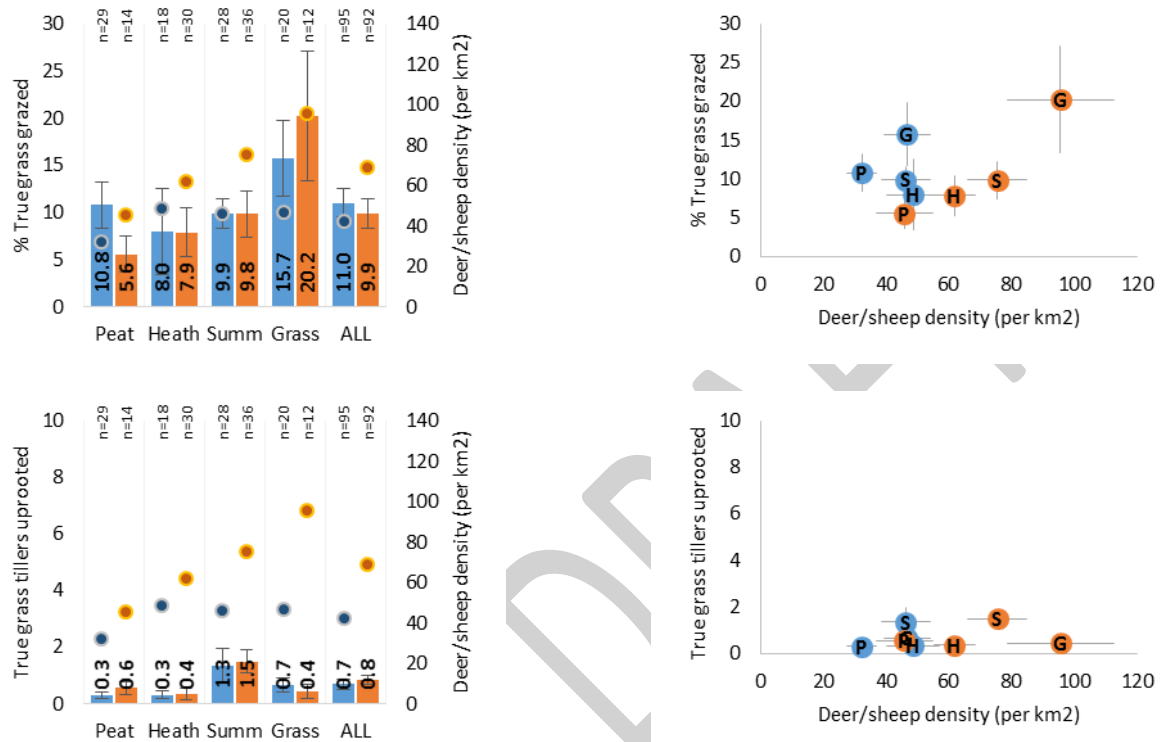 % True grass grazed
30
25
20
15
10
5
0
n=29
n=14
n=18
n=30
n=28
n=36
n=20
n=12
n=95
n=92
10.8
5.6
8.0
7.9
9.9
9.8
15.7
20.2
11.0
9.9
Peat Heath Summ Grass ALL
140
120
100
80
60
40
20
0
Deer/sheep density (per km2)
% True grass grazed
30
25
20
15
10
5
0
G
G
P
S
H
P
H
S
0 20 40 60 80 100 120
Deer/sheep density (per km2)
True grass tillers uprooted
10
8
6
4
2
0
n=29
n=14
n=18
n=30
n=28
n=36
n=20
n=12
n=95
n=92
0.3
0.6
0.3
0.4
1.3
1.5
0.7
0.4
0.7
0.8
Peat Heath Summ Grass ALL
140
120
100
80
60
40
20
0
Deer/sheep density (per km2)
True grass tillers uprooted
10
8
6
4
2
0
S
S
G
P
P
H
H
G
0 20 40 60 80 100 120
Deer/sheep density (per km2)